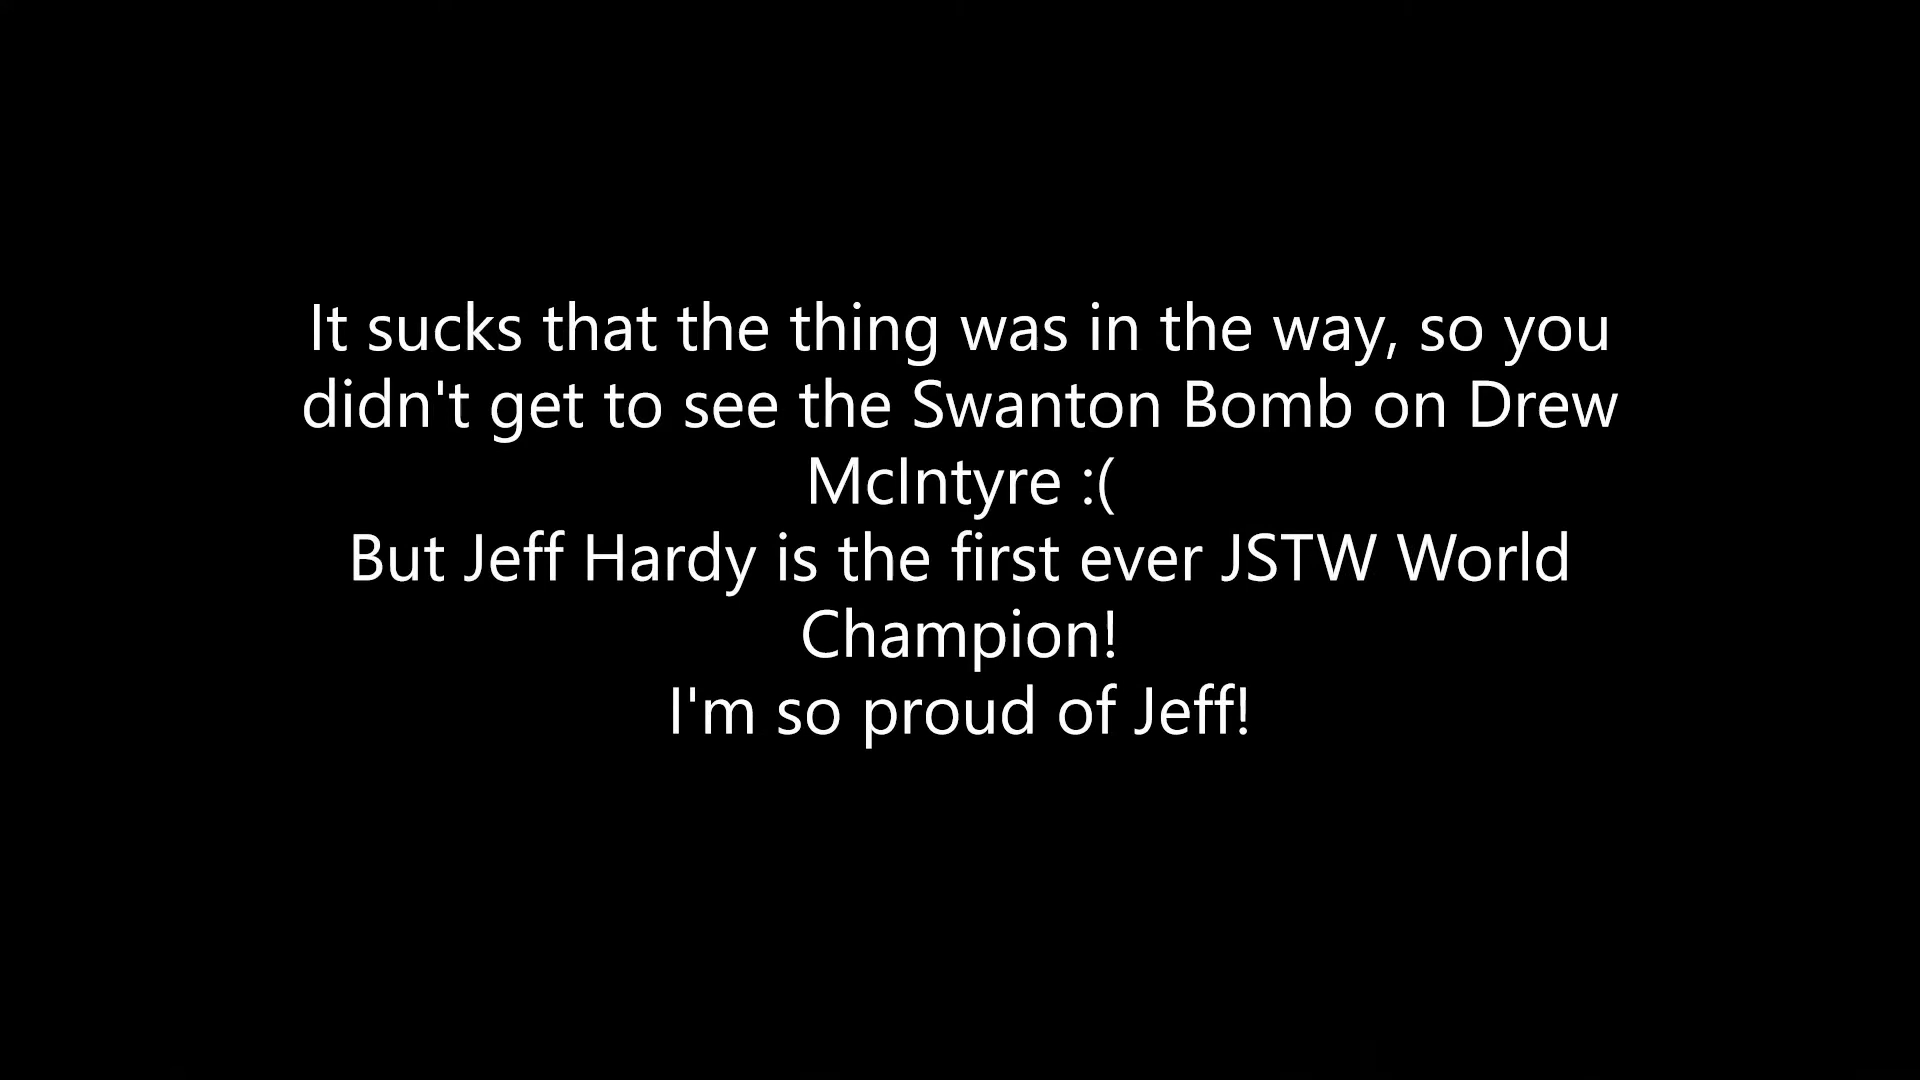 It sucks that the thing was in the way, so you
didn't get to see the Swanton Bomb on Drew
McIntyre :(
But Jeff Hardy is the first ever JSTW World
Champion!
I'm so proud of Jeff!